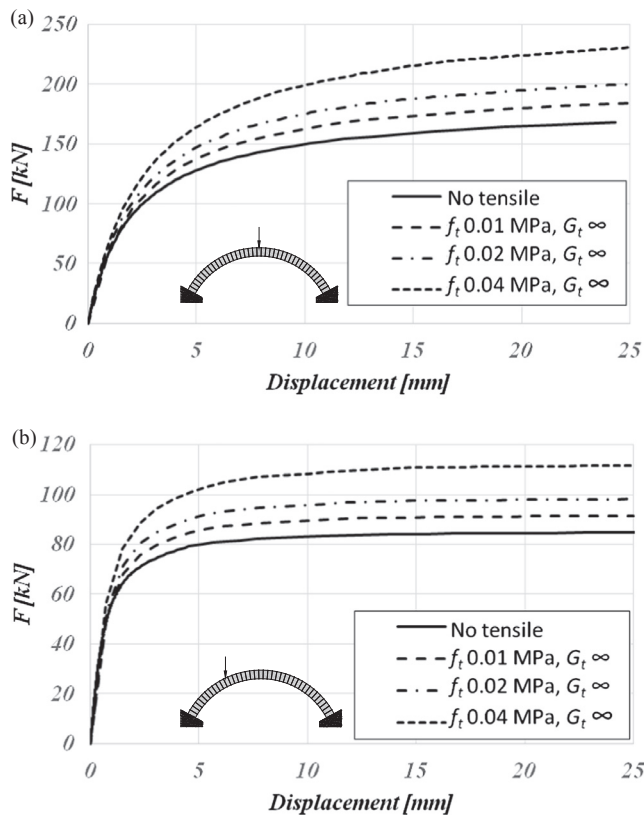 (a)
250
200
150
100
50
0
F [kN]
No tensile
f_t 0.01 MPa, G_t ∞
f_t 0.02 MPa, G_t ∞
f_t 0.04 MPa, G_t ∞
0 5 10 15 20 25
Displacement [mm]
(b)
120
100
80
60
40
20
0
F [kN]
No tensile
f_t 0.01 MPa, G_t ∞
f_t 0.02 MPa, G_t ∞
f_t 0.04 MPa, G_t ∞
0 5 10 15 20 25
Displacement [mm]